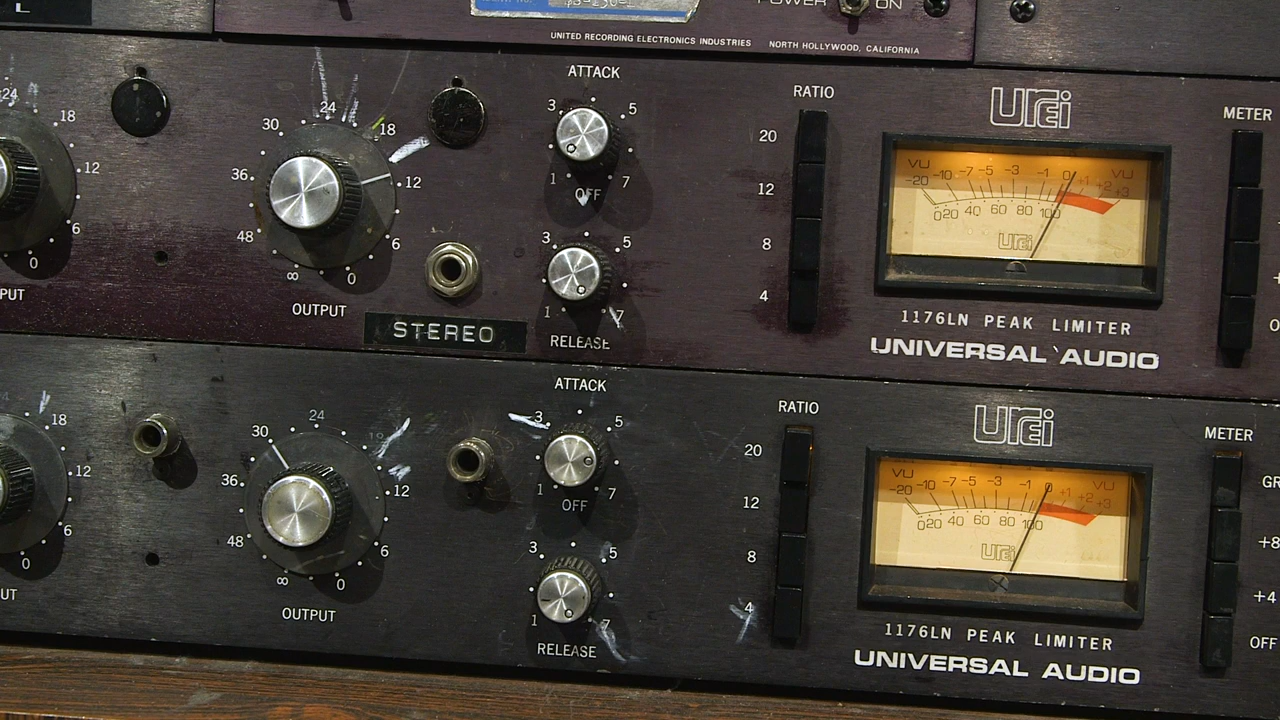 L
POWER ON
UNITED RECORDING ELECTRONICS INDUSTRIES NORTH HOLLYWOOD, CALIFORNIA
24 18 12 6 0
PUT
36 30 24 18 12 6 0 ∞ 48
OUTPUT
STEREO
ATTACK
1 3 5 7
OFF
1 3 5 7
RELEASE
RATIO
20
12
8
4
UREI
VU VU
-20 -10 -7 -5 -3 -1 0 +1 +2 +3
0 20 40 60 80 100
UREI
1176LN PEAK LIMITER
UNIVERSAL AUDIO
METER
18 12 6 0
UT
36 30 24 12 6 0 ∞ 48
OUTPUT
ATTACK
1 3 5 7
OFF
1 3 5 7
RELEASE
RATIO
20
12
8
4
UREI
VU VU
-20 -10 -7 -5 -3 -1 0 +1 +2 +3
0 20 40 60 80 100
UREI
1176LN PEAK LIMITER
UNIVERSAL AUDIO
METER
GR
+8
+4
OFF